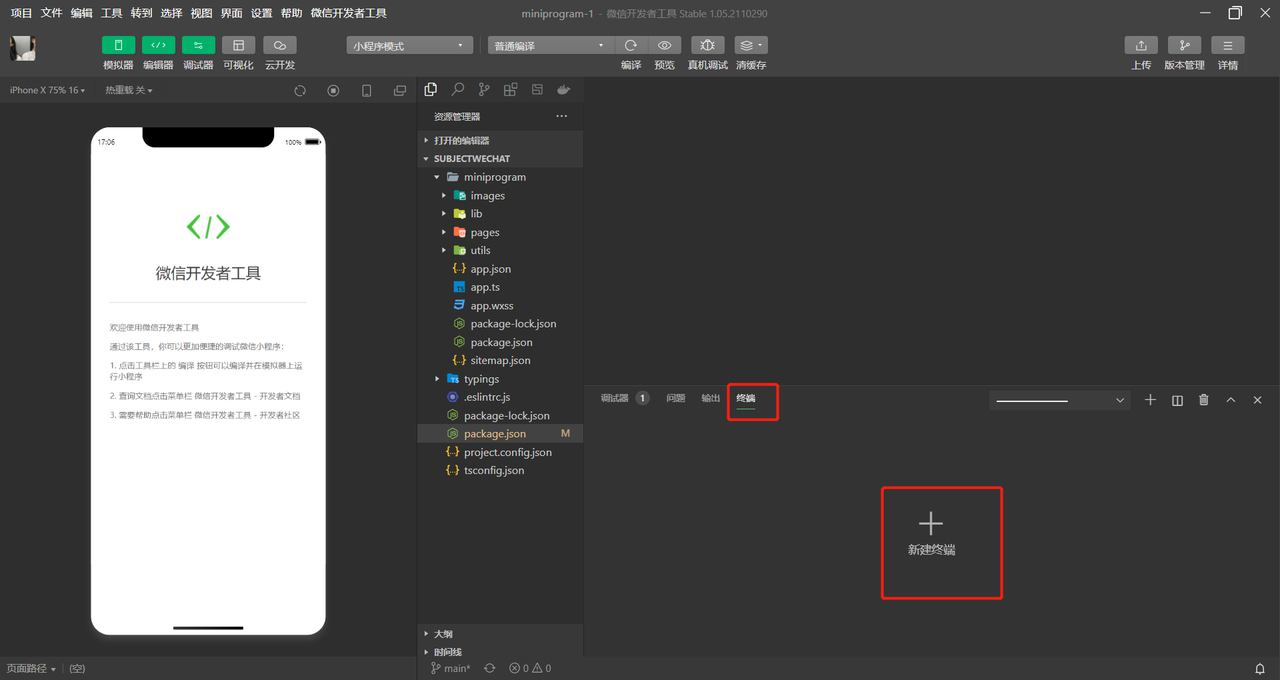 项目 文件 编辑 工具 转到 选择 视图 界面 设置 帮助 微信开发者工具
miniprogram-1 - 微信开发者工具 Stable 1.05.2110290
小程序模式
普通编译
模拟器 编辑器 调试器 可视化 云开发
编译 预览 真机调试 清缓存
上传 版本管理 详情
iPhone X 75% 16
热重载 关
17:06
100%
微信开发者工具
欢迎使用微信开发者工具
通过该工具，你可以更加便捷的调试微信小程序：
1. 点击工具栏上的 编译 按钮可以编译并在模拟器上运
行小程序
2. 查询文档点击菜单栏 微信开发者工具 - 开发者文档
3. 需要帮助点击菜单栏 微信开发者工具 - 开发者社区
页面路径
(空)
资源管理器
打开的编辑器
SUBJECTWECHAT
miniprogram
images
lib
pages
utils
app.json
app.ts
app.wxss
package-lock.json
package.json
sitemap.json
typings
.eslintrc.js
package-lock.json
package.json M
project.config.json
tsconfig.json
大纲
时间线
main*
0 0
调试器 1 问题 输出 终端
新建终端